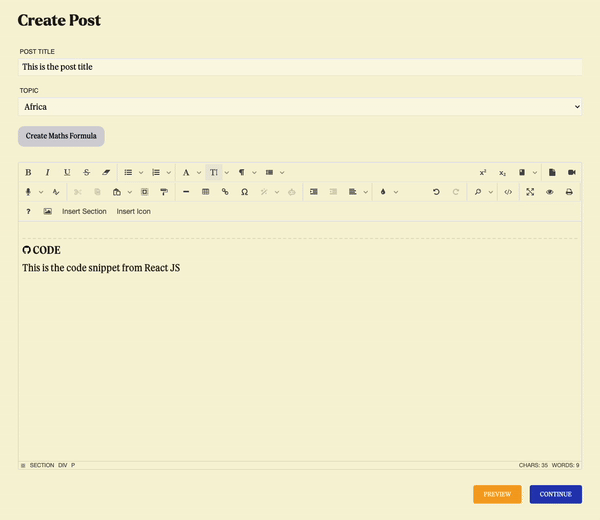 Create Post
POST TITLE
This is the post title
TOPIC
Africa
Create Maths Formula
B I U S A T ¶ x² x₂
Ω
? Insert Section Insert Icon
CODE
This is the code snippet from React JS
SECTION DIV P CHARS: 35 WORDS: 9
PREVIEW CONTINUE